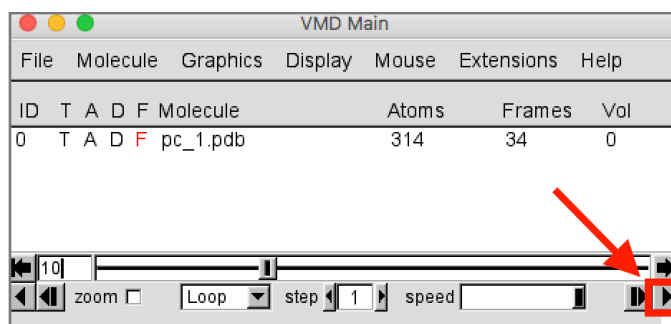 VMD Main
File Molecule Graphics Display Mouse Extensions Help
ID T A D F Molecule Atoms Frames Vol
0 T A D F pc_1.pdb 314 34 0
10
zoom Loop step 1 speed